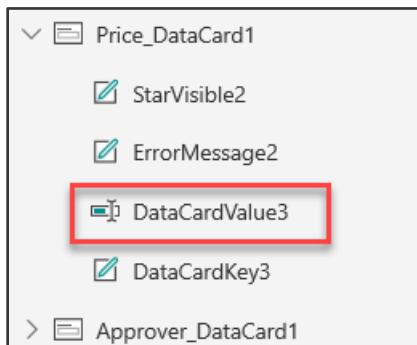 Price_DataCard1
StarVisible2
ErrorMessage2
DataCardValue3
DataCardKey3
Approver_DataCard1